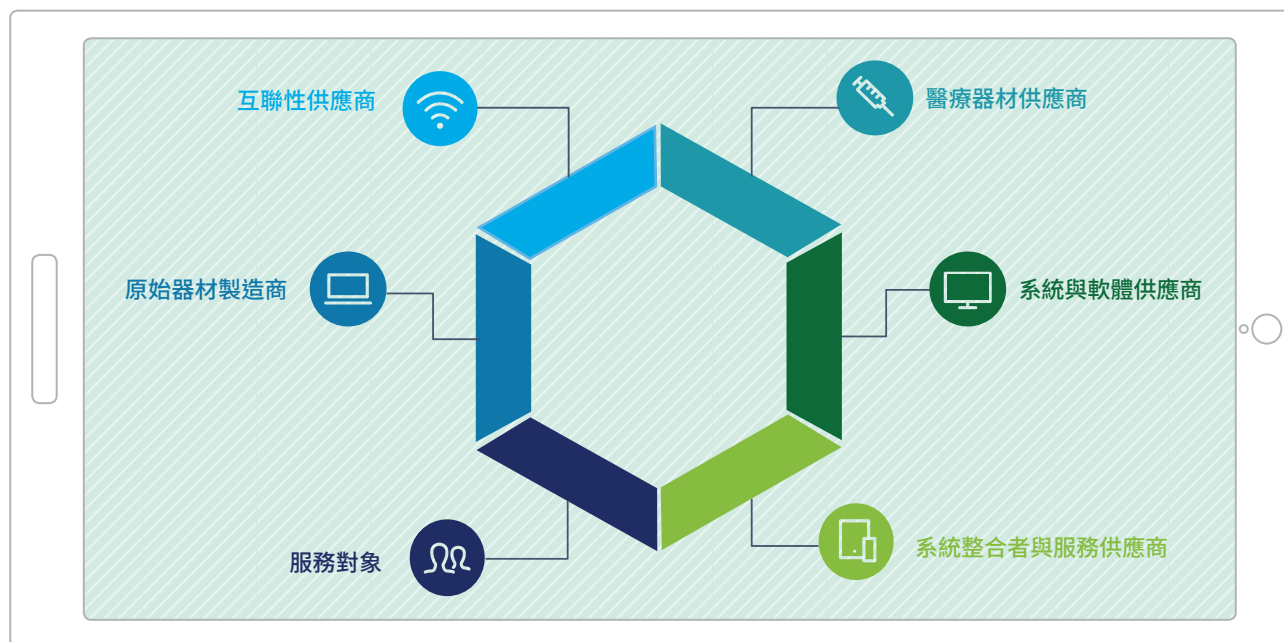 互聯性供應商
醫療器材供應商
原始器材製造商
系統與軟體供應商
服務對象
系統整合者與服務供應商